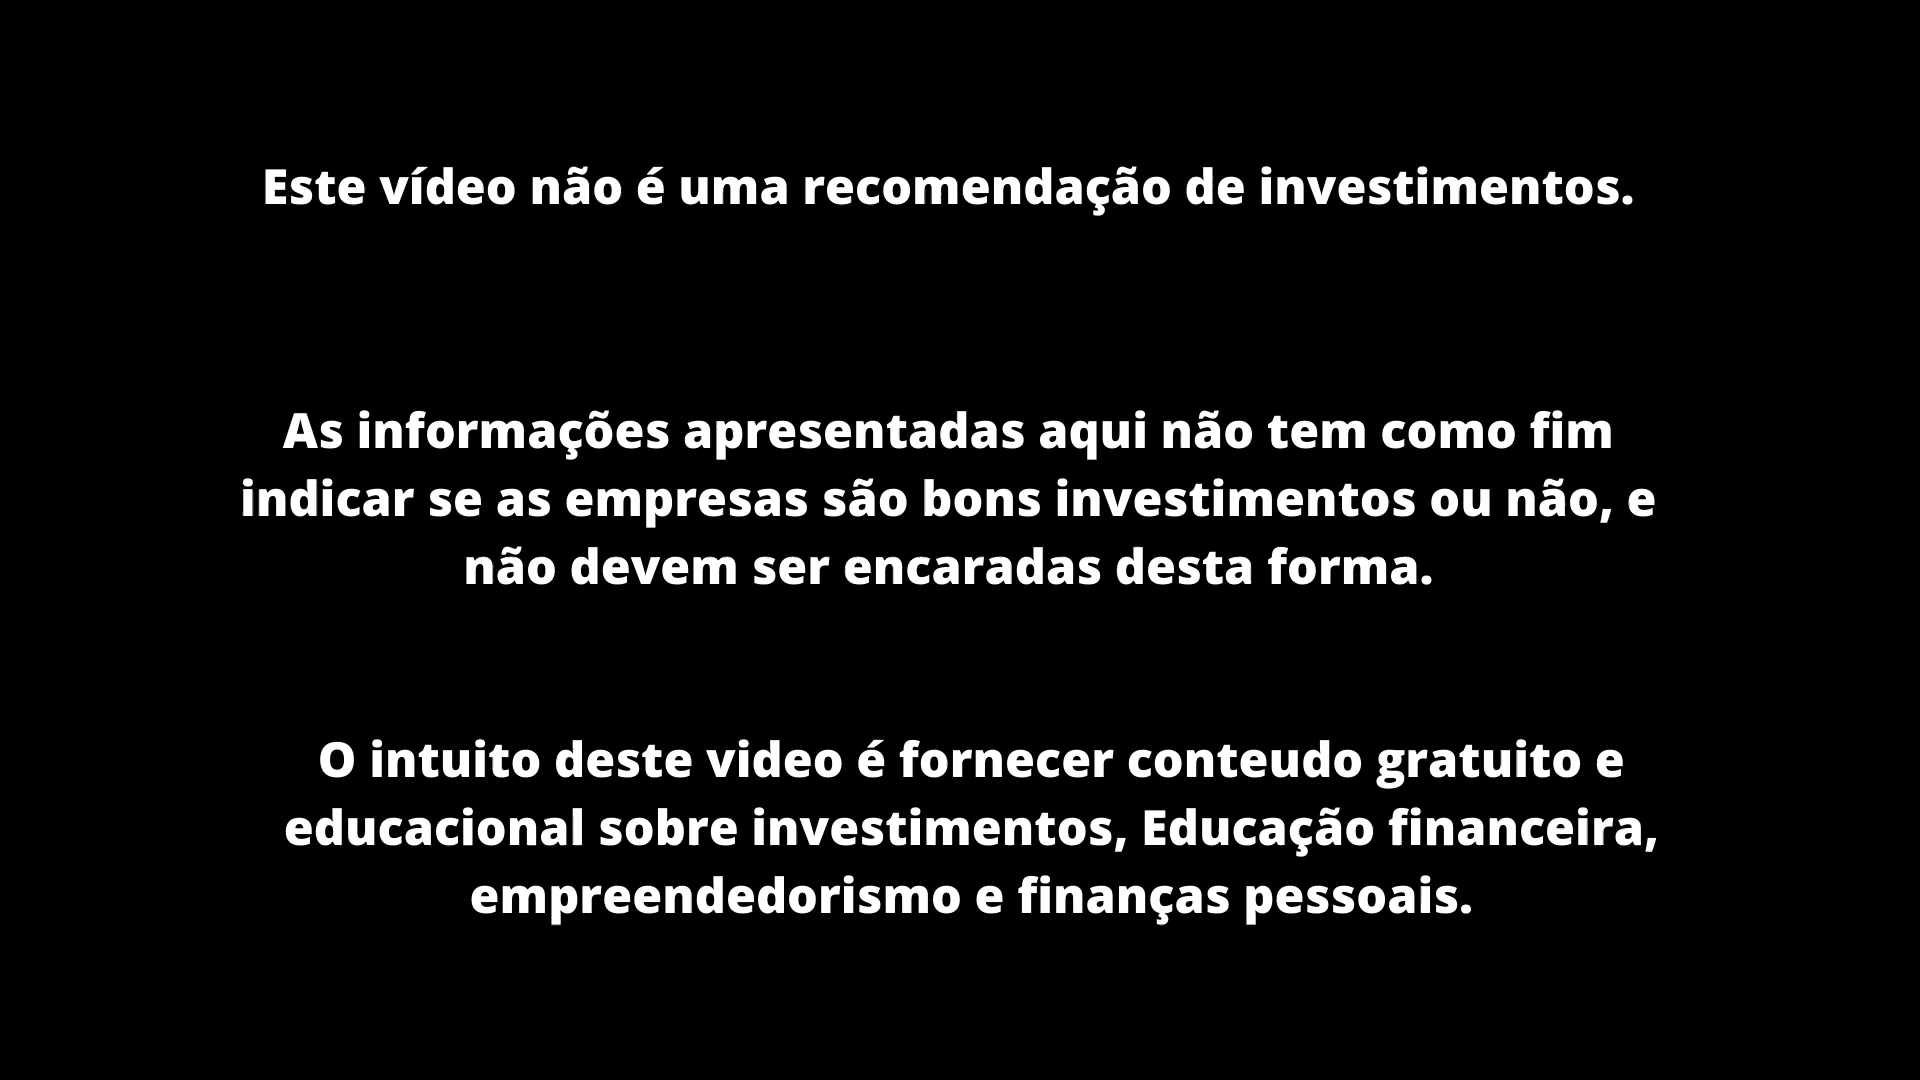 Este vídeo não é uma recomendação de investimentos.
As informações apresentadas aqui não tem como fim
indicar se as empresas são bons investimentos ou não, e
não devem ser encaradas desta forma.
O intuito deste video é fornecer conteudo gratuito e
educacional sobre investimentos, Educação financeira,
empreendedorismo e finanças pessoais.